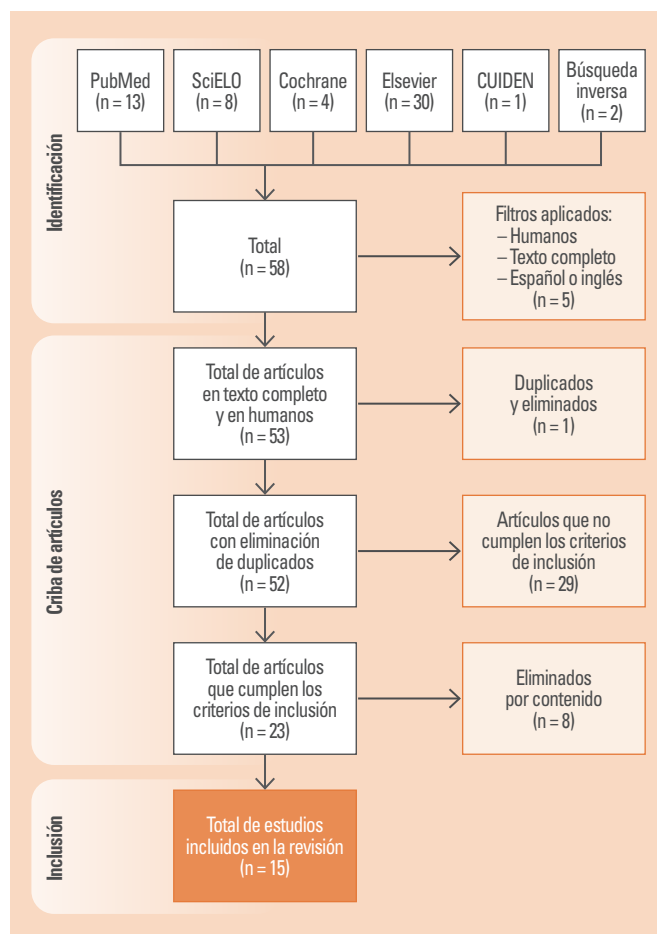 Identificación
PubMed
(n = 13)
SciELO
(n = 8)
Cochrane
(n = 4)
Elsevier
(n = 30)
CUIDEN
(n = 1)
Búsqueda
inversa
(n = 2)
Total
(n = 58)
Filtros aplicados:
– Humanos
– Texto completo
– Español o inglés
(n = 5)
Criba de artículos
Total de artículos
en texto completo
y en humanos
(n = 53)
Duplicados
y eliminados
(n = 1)
Total de artículos
con eliminación
de duplicados
(n = 52)
Artículos que no
cumplen los criterios
de inclusión
(n = 29)
Total de artículos
que cumplen los
criterios de inclusión
(n = 23)
Eliminados
por contenido
(n = 8)
Inclusión
Total de estudios
incluidos en la revisión
(n = 15)